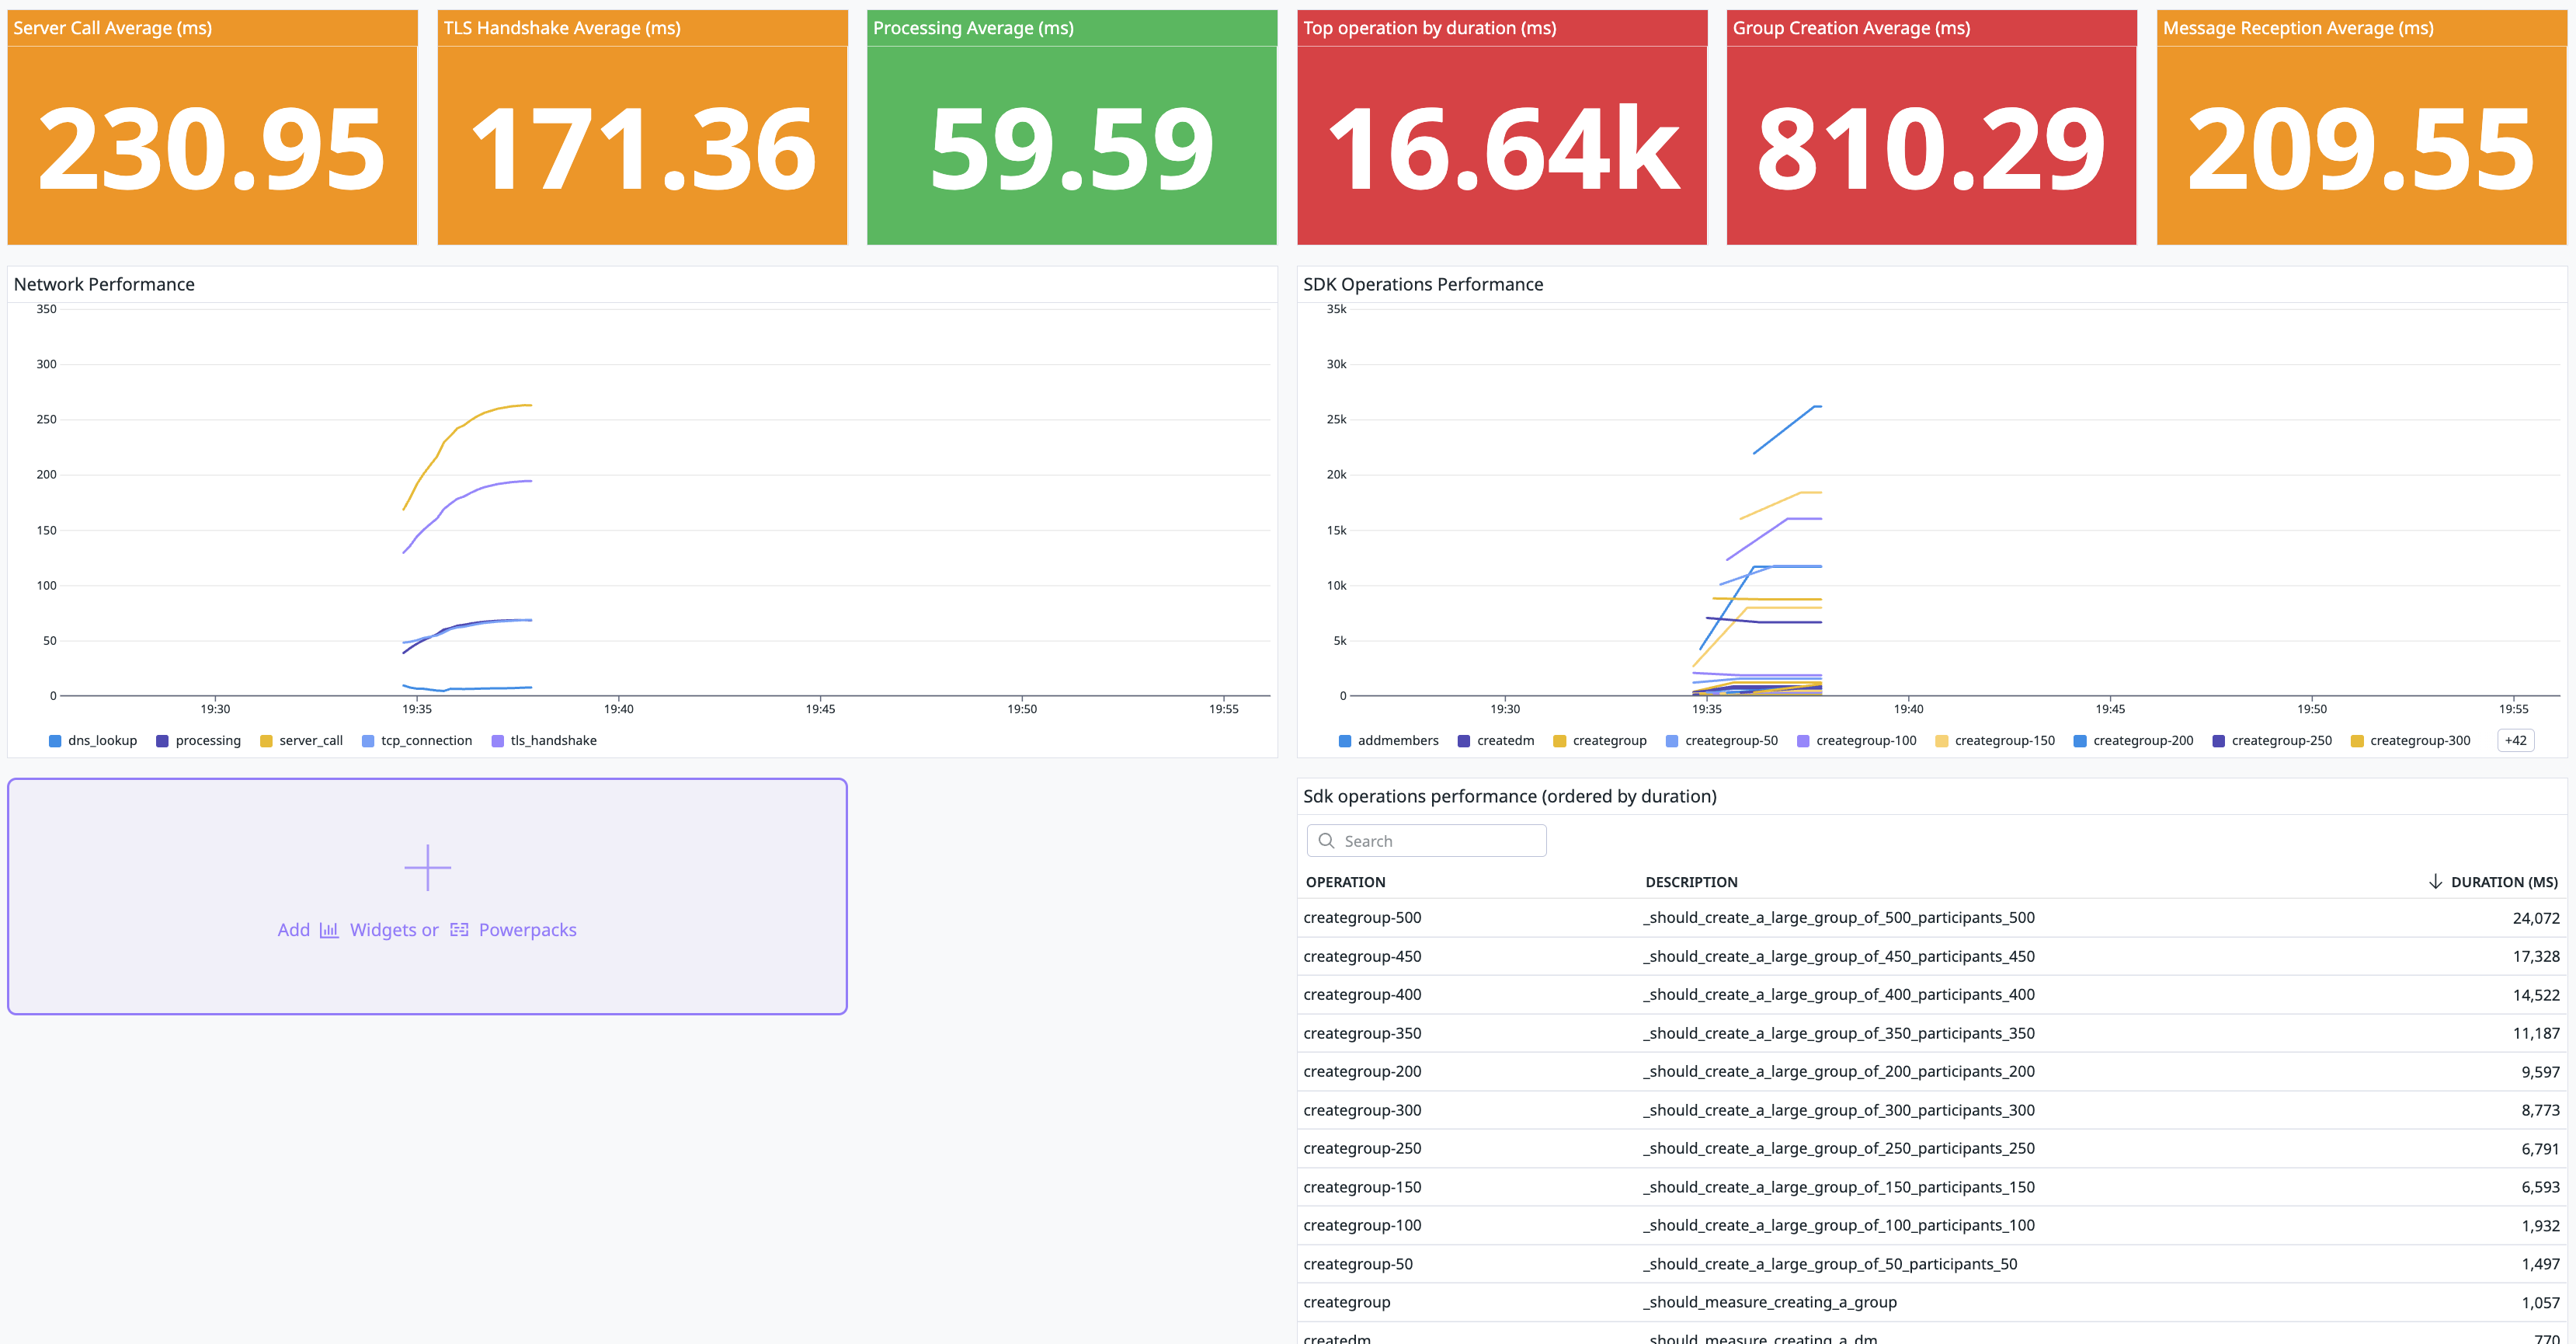 Server Call Average (ms)
230.95
TLS Handshake Average (ms)
171.36
Processing Average (ms)
59.59
Top operation by duration (ms)
16.64k
Group Creation Average (ms)
810.29
Message Reception Average (ms)
209.55
Network Performance
350
300
250
200
150
100
50
0
19:30 19:35 19:40 19:45 19:50 19:55
dns_lookup processing server_call tcp_connection tls_handshake
SDK Operations Performance
35k
30k
25k
20k
15k
10k
5k
0
19:30 19:35 19:40 19:45 19:50 19:55
addmembers createdm creategroup creategroup-50 creategroup-100 creategroup-150 creategroup-200 creategroup-250 creategroup-300 +42
Add Widgets or Powerpacks
Sdk operations performance (ordered by duration)
Search
OPERATION DESCRIPTION DURATION (MS)
creategroup-500 _should_create_a_large_group_of_500_participants_500 24,072
creategroup-450 _should_create_a_large_group_of_450_participants_450 17,328
creategroup-400 _should_create_a_large_group_of_400_participants_400 14,522
creategroup-350 _should_create_a_large_group_of_350_participants_350 11,187
creategroup-200 _should_create_a_large_group_of_200_participants_200 9,597
creategroup-300 _should_create_a_large_group_of_300_participants_300 8,773
creategroup-250 _should_create_a_large_group_of_250_participants_250 6,791
creategroup-150 _should_create_a_large_group_of_150_participants_150 6,593
creategroup-100 _should_create_a_large_group_of_100_participants_100 1,932
creategroup-50 _should_create_a_large_group_of_50_participants_50 1,497
creategroup _should_measure_creating_a_group 1,057
createdm _should_measure_creating_a_dm 770